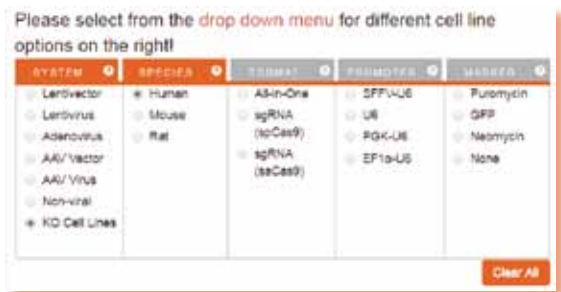 Please select from the drop down menu for different cell line
options on the right!
SYSTEM SPECIES FORMAT PROMOTER MARKER
Lentivector Human All-in-One SFFV-U6 Puromycin
Lentivirus Mouse sgRNA (spCas9) U6 GFP
Adenovirus Rat sgRNA (saCas9) PGK-U6 Neomycin
AAV Vector EF1a-U6 None
AAV Virus
Non-viral
KO Cell Lines
Clear All